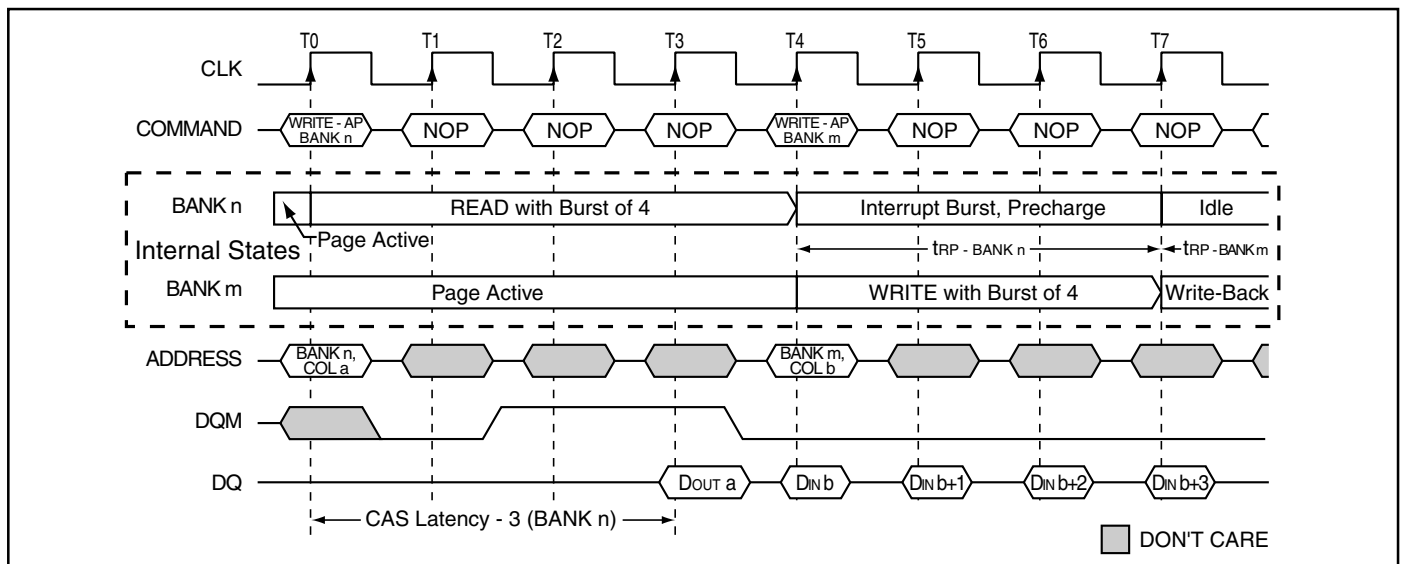 T0 T1 T2 T3 T4 T5 T6 T7
CLK
COMMAND WRITE - AP BANK n NOP NOP NOP WRITE - AP BANK m NOP NOP NOP
BANK n READ with Burst of 4 Interrupt Burst, Precharge Idle
Page Active
Internal States
tRP - BANK n tRP - BANK m
BANK m Page Active WRITE with Burst of 4 Write-Back
ADDRESS BANK n, COL a BANK m, COL b
DQM
DQ DOUT a DIN b DIN b+1 DIN b+2 DIN b+3
CAS Latency - 3 (BANK n)
DON'T CARE